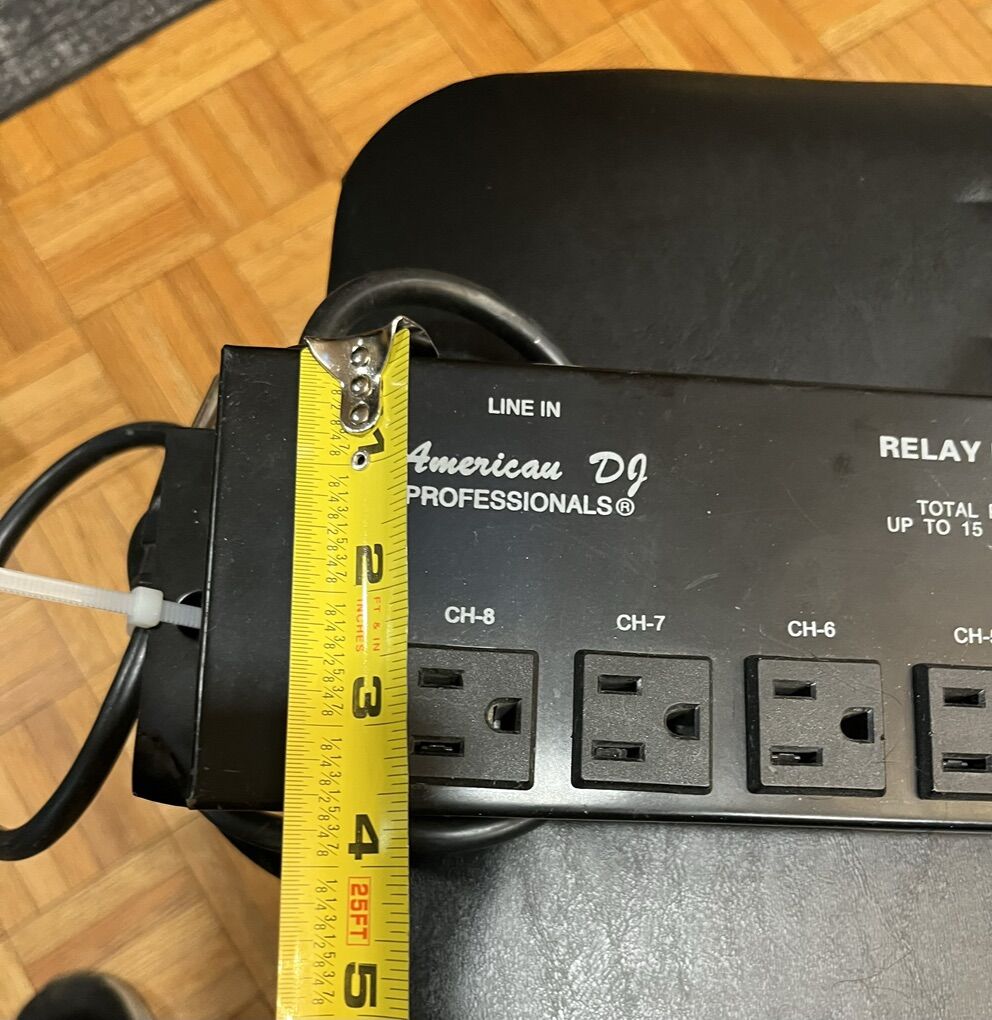 LINE IN
American DJ
PROFESSIONALS®
RELAY
TOTAL
UP TO 15
CH-8
CH-7
CH-6
1
2
FT & IN
INCHES
3
4
25FT
5